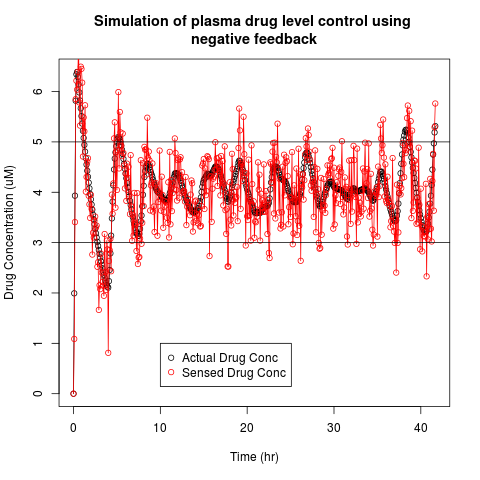 Simulation of plasma drug level control using
negative feedback
Drug Concentration (uM)
6
5
4
3
2
1
0
Actual Drug Conc
Sensed Drug Conc
0 10 20 30 40
Time (hr)